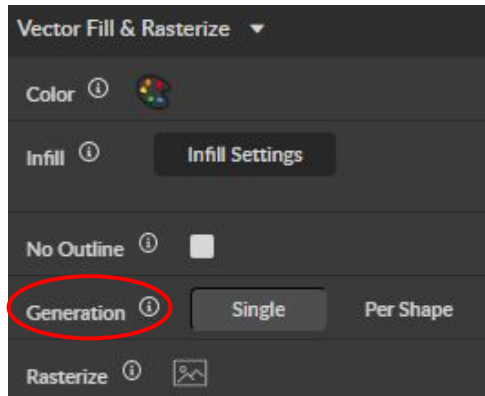 Vector Fill & Rasterize
Color
Infill Infill Settings
No Outline
Generation Single Per Shape
Rasterize